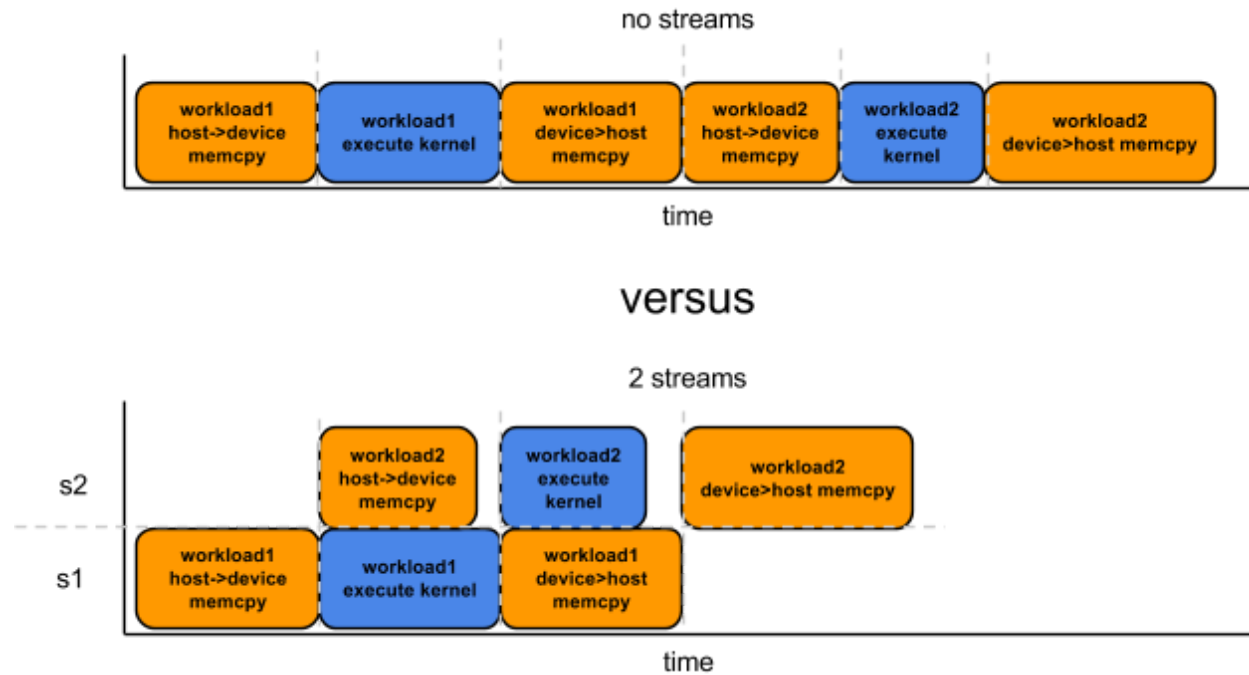 no streams
workload1
host->device
memcpy
workload1
execute kernel
workload1
device>host
memcpy
workload2
host->device
memcpy
workload2
execute
kernel
workload2
device>host memcpy
time
versus
2 streams
s2
workload2
host->device
memcpy
workload2
execute
kernel
workload2
device>host memcpy
s1
workload1
host->device
memcpy
workload1
execute kernel
workload1
device>host
memcpy
time